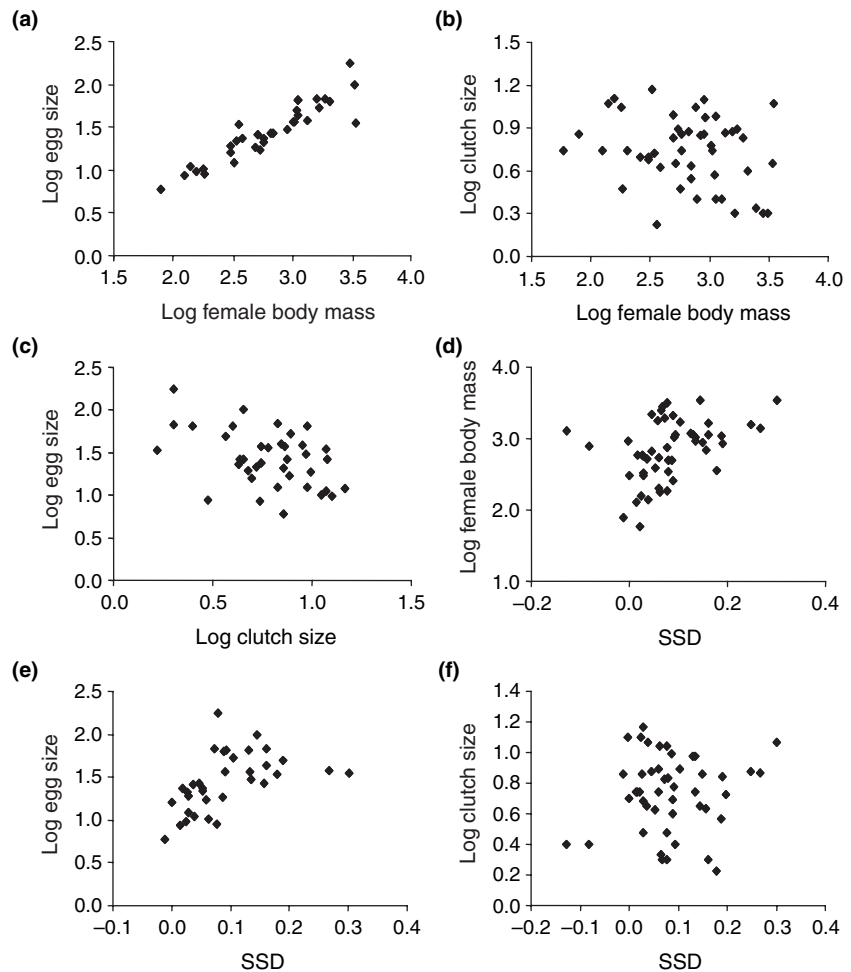 (a)
2.5
2.0
1.5
1.0
0.5
0.0
Log egg size
1.5 2.0 2.5 3.0 3.5 4.0
Log female body mass
(b)
1.5
1.2
0.9
0.6
0.3
0.0
Log clutch size
1.5 2.0 2.5 3.0 3.5 4.0
Log female body mass
(c)
2.5
2.0
1.5
1.0
0.5
0.0
Log egg size
0.0 0.5 1.0 1.5
Log clutch size
(d)
4.0
3.0
2.0
1.0
Log female body mass
−0.2 0.0 0.2 0.4
SSD
(e)
2.5
2.0
1.5
1.0
0.5
0.0
Log egg size
−0.1 0.0 0.1 0.2 0.3 0.4
SSD
(f)
1.4
1.2
1.0
0.8
0.6
0.4
0.2
0.0
Log clutch size
−0.2 −0.1 0.0 0.1 0.2 0.3 0.4
SSD